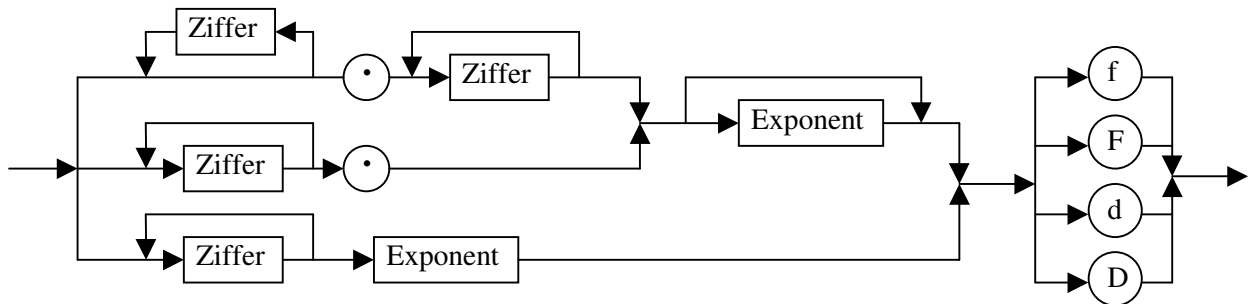 Ziffer
. Ziffer f
Exponent
Ziffer . F
d
Ziffer Exponent
D